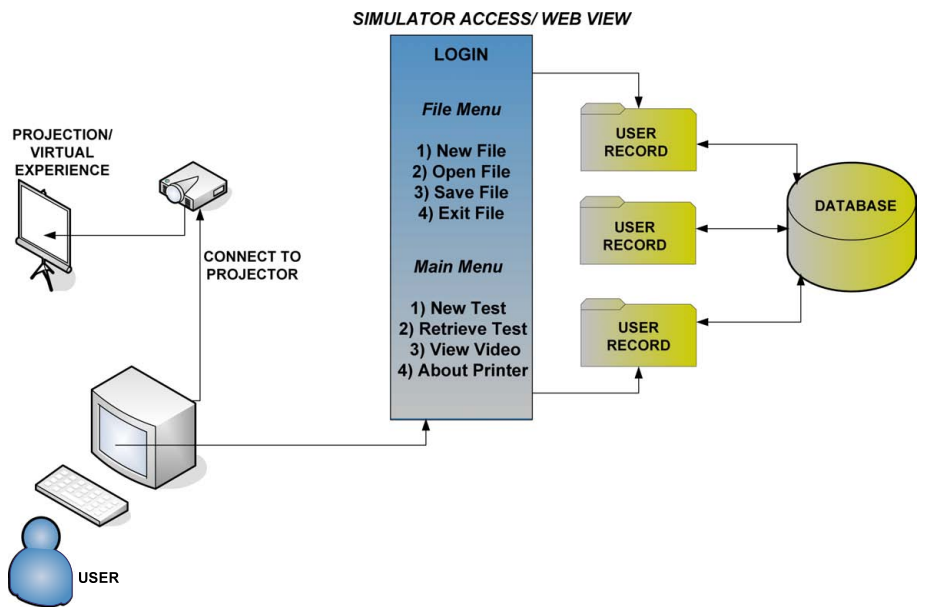 SIMULATOR ACCESS/ WEB VIEW
LOGIN
File Menu
1) New File
2) Open File
3) Save File
4) Exit File
Main Menu
1) New Test
2) Retrieve Test
3) View Video
4) About Printer
PROJECTION/
VIRTUAL
EXPERIENCE
CONNECT TO
PROJECTOR
USER
RECORD
USER
RECORD
USER
RECORD
DATABASE
USER